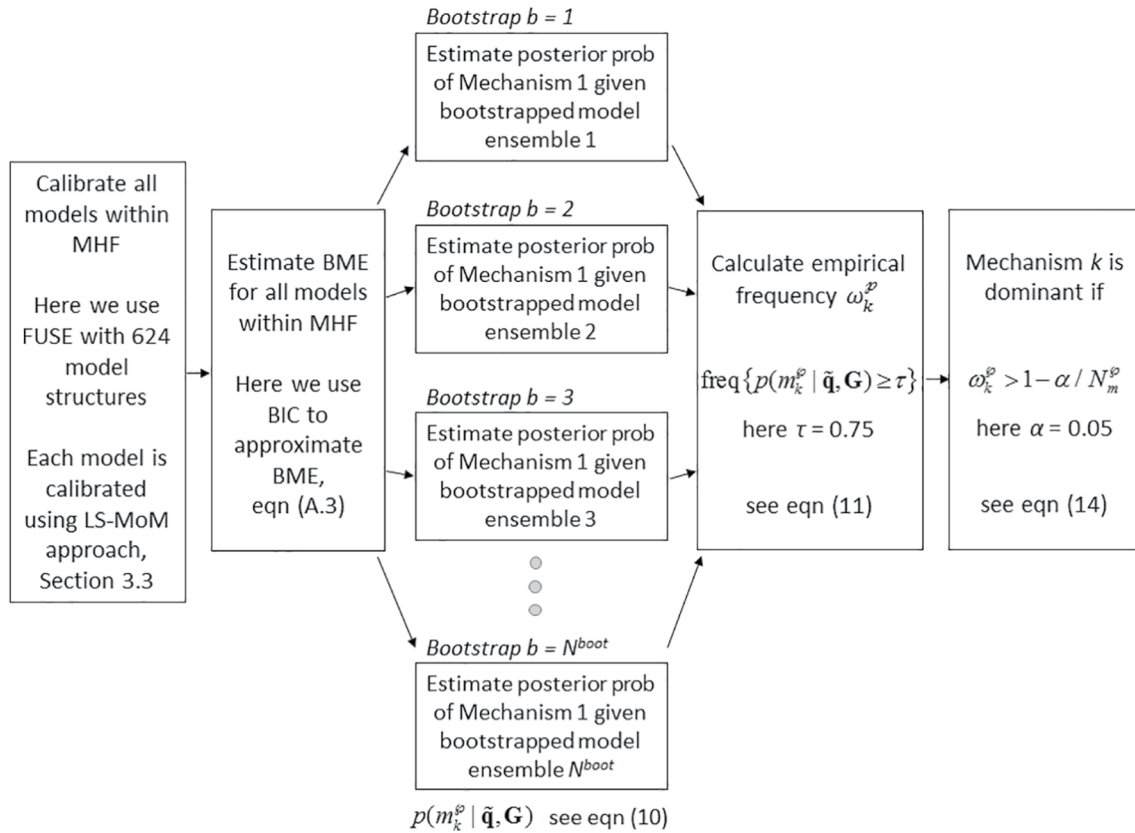 Calibrate all
models within
MHF
Here we use
FUSE with 624
model
structures
Each model is
calibrated
using LS-MoM
approach,
Section 3.3
Estimate BME
for all models
within MHF
Here we use
BIC to
approximate
BME,
eqn (A.3)
Bootstrap b = 1
Estimate posterior prob
of Mechanism 1 given
bootstrapped model
ensemble 1
Bootstrap b = 2
Estimate posterior prob
of Mechanism 1 given
bootstrapped model
ensemble 2
Bootstrap b = 3
Estimate posterior prob
of Mechanism 1 given
bootstrapped model
ensemble 3
Bootstrap b = N^boot
Estimate posterior prob
of Mechanism 1 given
bootstrapped model
ensemble N^boot
p(m_k^℘ | q̃, G) see eqn (10)
Calculate empirical
frequency ω_k^p
freq{p(m_k^℘ | q̃, G) ≥ τ}
here τ = 0.75
see eqn (11)
Mechanism k is
dominant if
ω_k^℘ > 1 − α / N_m^℘
here α = 0.05
see eqn (14)